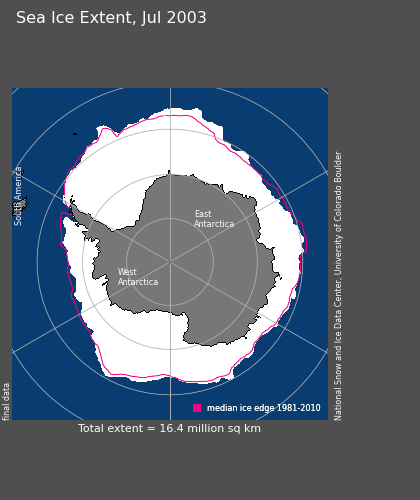 Sea Ice Extent, Jul 2003
South America
East
Antarctica
West
Antarctica
National Snow and Ice Data Center, University of Colorado Boulder
final data
median ice edge 1981-2010
Total extent = 16.4 million sq km